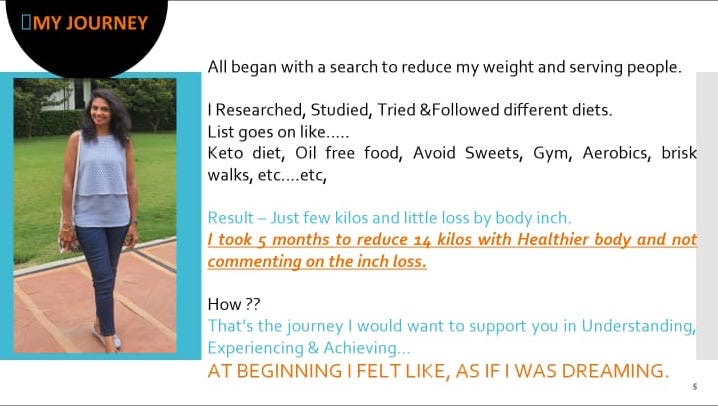 MY JOURNEY
All began with a search to reduce my weight and serving people.
I Researched, Studied, Tried &Followed different diets.
List goes on like.....
Keto diet, Oil free food, Avoid Sweets, Gym, Aerobics, brisk
walks, etc....etc,
Result – Just few kilos and little loss by body inch.
I took 5 months to reduce 14 kilos with Healthier body and not
commenting on the inch loss.
How ??
That's the journey I would want to support you in Understanding,
Experiencing & Achieving...
AT BEGINNING I FELT LIKE, AS IF I WAS DREAMING.
5